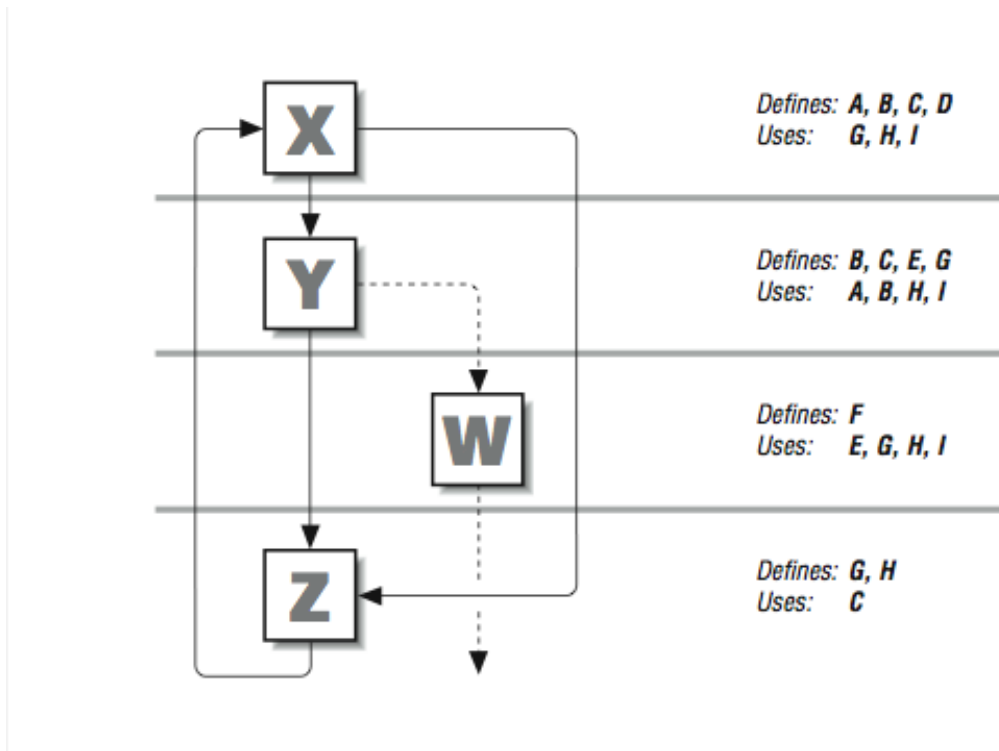 X
Defines: A, B, C, D
Uses: G, H, I
Y
Defines: B, C, E, G
Uses: A, B, H, I
W
Defines: F
Uses: E, G, H, I
Z
Defines: G, H
Uses: C